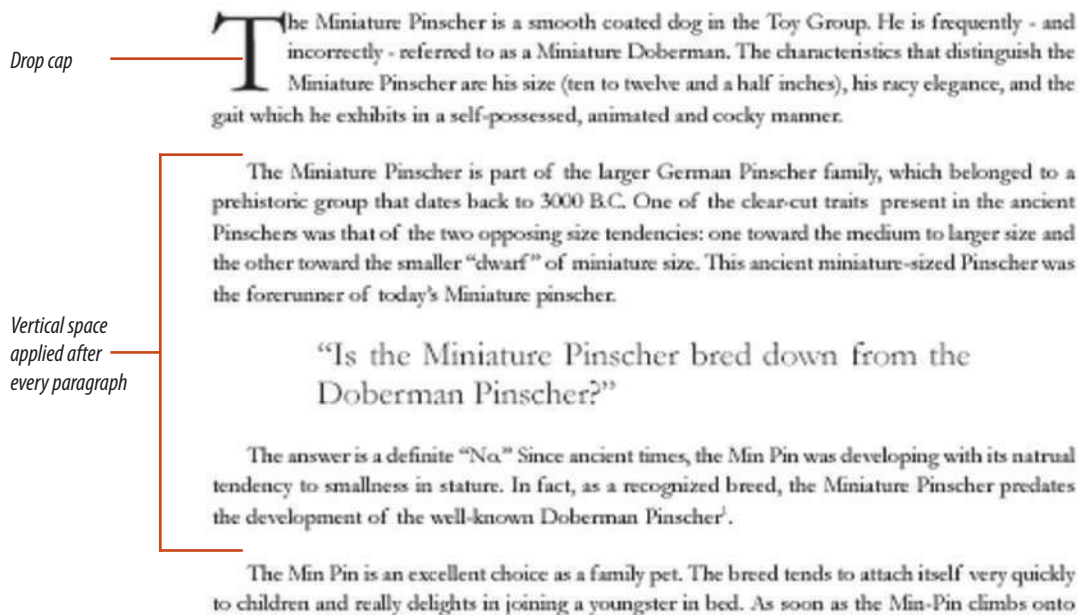 The Miniature Pinscher is a smooth coated dog in the Toy Group. He is frequently - and
incorrectly - referred to as a Miniature Doberman. The characteristics that distinguish the
Miniature Pinscher are his size (ten to twelve and a half inches), his racy elegance, and the
gait which he exhibits in a self-possessed, animated and cocky manner.
Drop cap
The Miniature Pinscher is part of the larger German Pinscher family, which belonged to a
prehistoric group that dates back to 3000 B.C. One of the clear-cut traits present in the ancient
Pinschers was that of the two opposing size tendencies: one toward the medium to larger size and
the other toward the smaller “dwarf” of miniature size. This ancient miniature-sized Pinscher was
the forerunner of today’s Miniature pinscher.
Vertical space
applied after
every paragraph
“Is the Miniature Pinscher bred down from the
Doberman Pinscher?”
The answer is a definite “No.” Since ancient times, the Min Pin was developing with its natrual
tendency to smallness in stature. In fact, as a recognized breed, the Miniature Pinscher predates
the development of the well-known Doberman Pinscher¹.
The Min Pin is an excellent choice as a family pet. The breed tends to attach itself very quickly
to children and really delights in joining a youngster in bed. As soon as the Min-Pin climbs onto